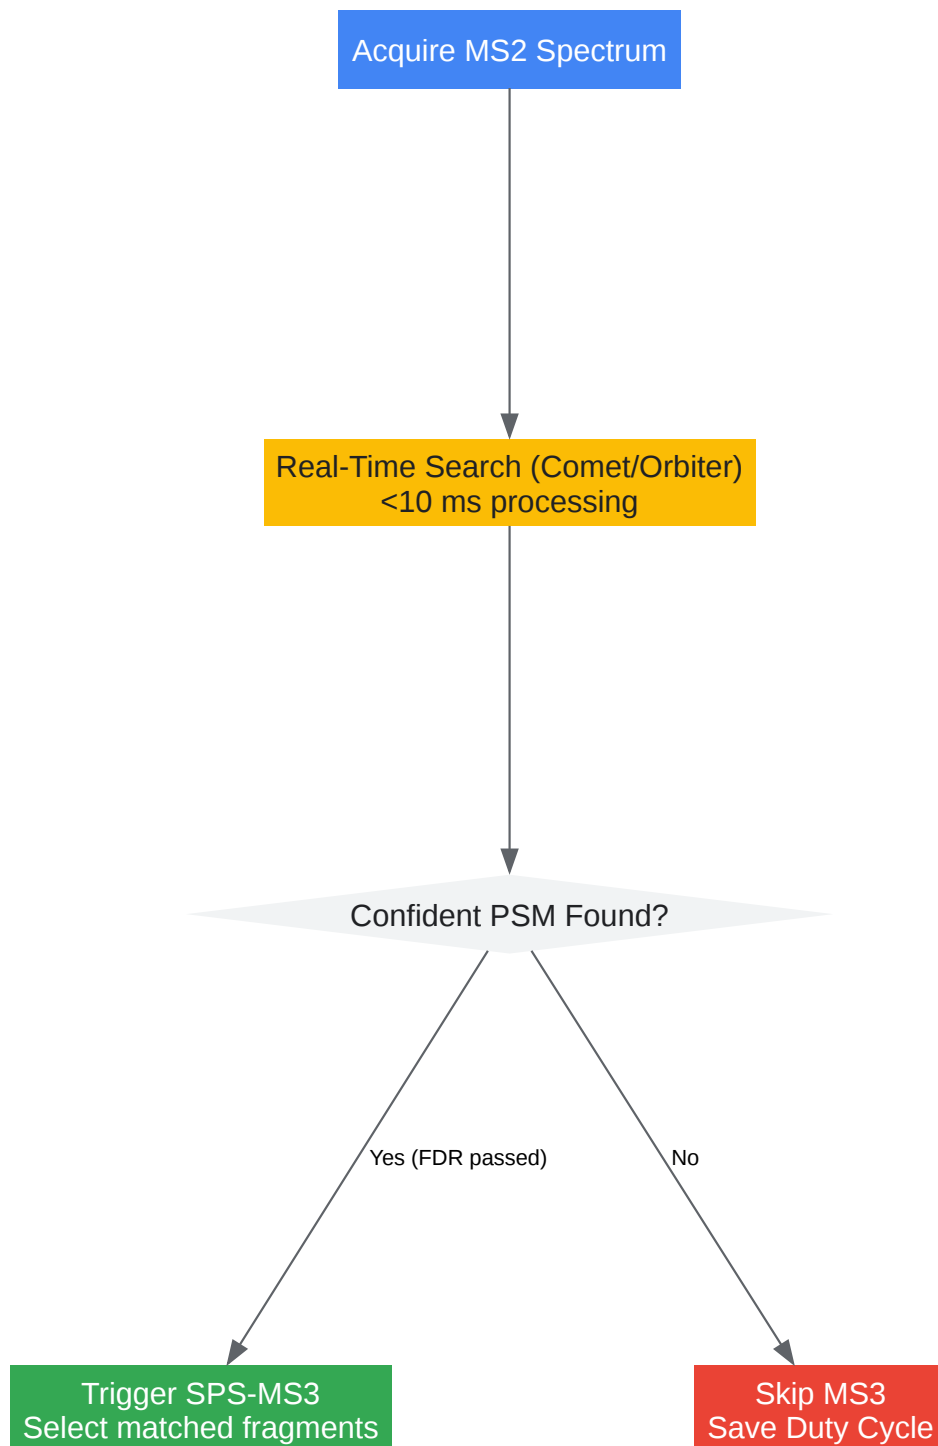 Acquire MS2 Spectrum
Real-Time Search (Comet/Orbiter)
<10 ms processing
Confident PSM Found?
Yes (FDR passed)
No
Trigger SPS-MS3
Select matched fragments
Skip MS3
Save Duty Cycle